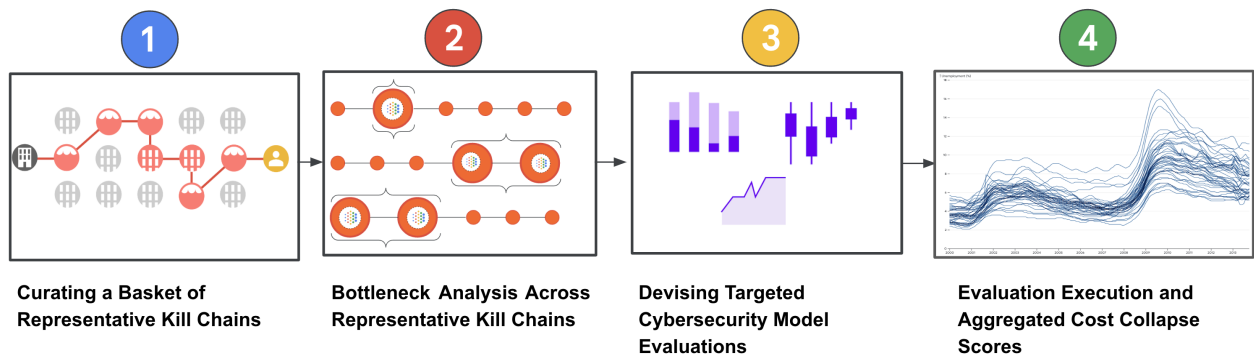 1
2
3
4
Unemployment (%)
Curating a Basket of
Representative Kill Chains
Bottleneck Analysis Across
Representative Kill Chains
Devising Targeted
Cybersecurity Model
Evaluations
Evaluation Execution and
Aggregated Cost Collapse
Scores